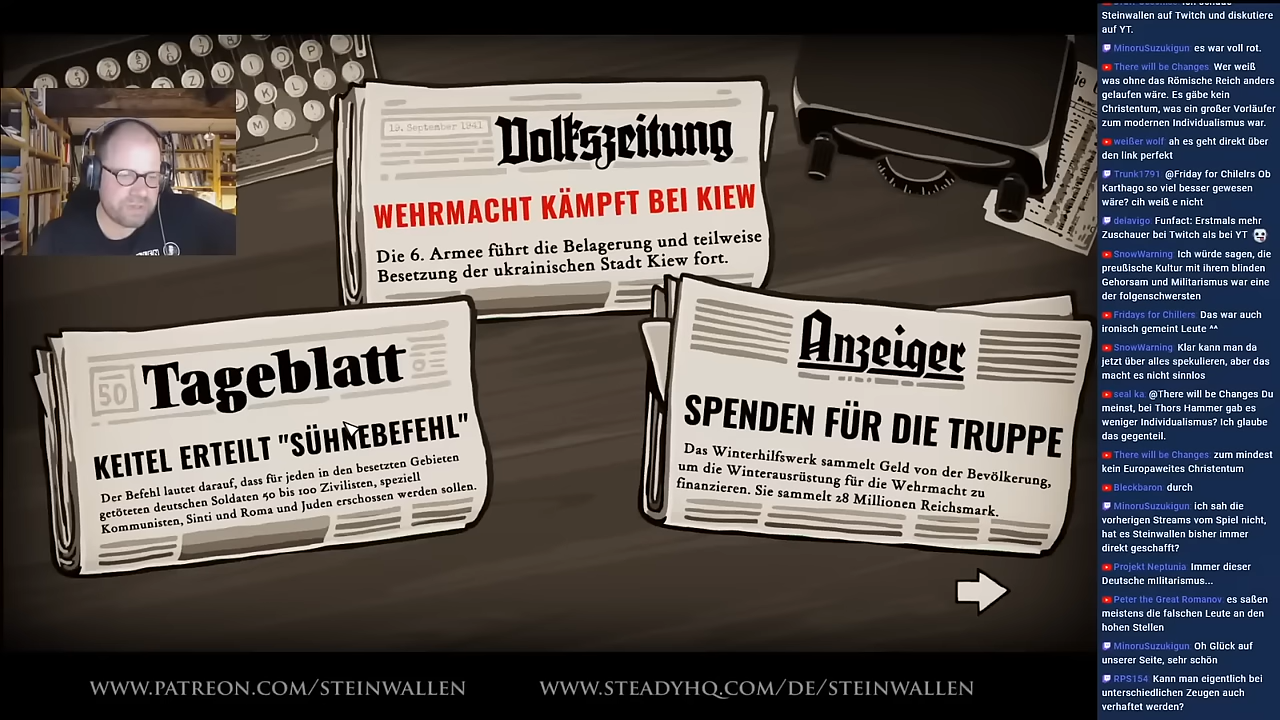 19. September 1941
Volkszeitung
WEHRMACHT KÄMPFT BEI KIEW
Die 6. Armee führt die Belagerung und teilweise
Besetzung der ukrainischen Stadt Kiew fort.
50
Tageblatt
KEITEL ERTEILT "SÜHNEBEFEHL"
Der Befehl lautet darauf, dass für jeden in den besetzten Gebieten
getöteten deutschen Soldaten 50 bis 100 Zivilisten, speziell
Kommunisten, Sinti und Roma und Juden erschossen werden sollen.
Anzeiger
SPENDEN FÜR DIE TRUPPE
Das Winterhilfswerk sammelt Geld von der Bevölkerung,
um die Winterausrüstung für die Wehrmacht zu
finanzieren. Sie sammelt 28 Millionen Reichsmark.
WWW.PATREON.COM/STEINWALLEN
WWW.STEADYHQ.COM/DE/STEINWALLEN
Steinwallen auf Twitch und diskutiere
auf YT.
MinoruSuzukigun es war voll rot.
There will be Changes Wer weiß
was ohne das Römische Reich anders
gelaufen wäre. Es gäbe kein
Christentum, was ein großer Vorläufer
zum modernen Individualismus war.
weißer wolf ah es geht direkt über
den lInk perfekt
Trunk1791 @Friday for Chilelrs Ob
Karthago so viel besser gewesen
wäre? cih weiß e nicht
delavigo Funfact: Erstmals mehr
Zuschauer bei Twitch als bei YT
SnowWarning Ich würde sagen, die
preußische Kultur mit ihrem blinden
Gehorsam und Militarismus war eine
der folgenschwersten
Fridays for Chillers Das war auch
ironisch gemeint Leute ^^
SnowWarning Klar kann man da
jetzt über alles spekulieren, aber das
macht es nicht sinnlos
seal ka @There will be Changes Du
meinst, bei Thors Hammer gab es
weniger Individualismus? Ich glaube
das gegenteil.
There will be Changes zum mindest
kein Europaweites Christentum
Bleckbaron durch
MinoruSuzukigun ich sah die
vorherigen Streams vom Spiel nicht,
hat es Steinwallen bisher immer
direkt geschafft?
Projekt Neptunia Immer dieser
Deutsche mIlitarismus...
Peter the Great Romanov es saßen
meistens die falschen Leute an den
hohen Stellen
MinoruSuzukigun Oh Glück auf
unserer Seite, sehr schön
RPS154 Kann man eigentlich bei
unterschiedlichen Zeugen auch
verhaftet werden?